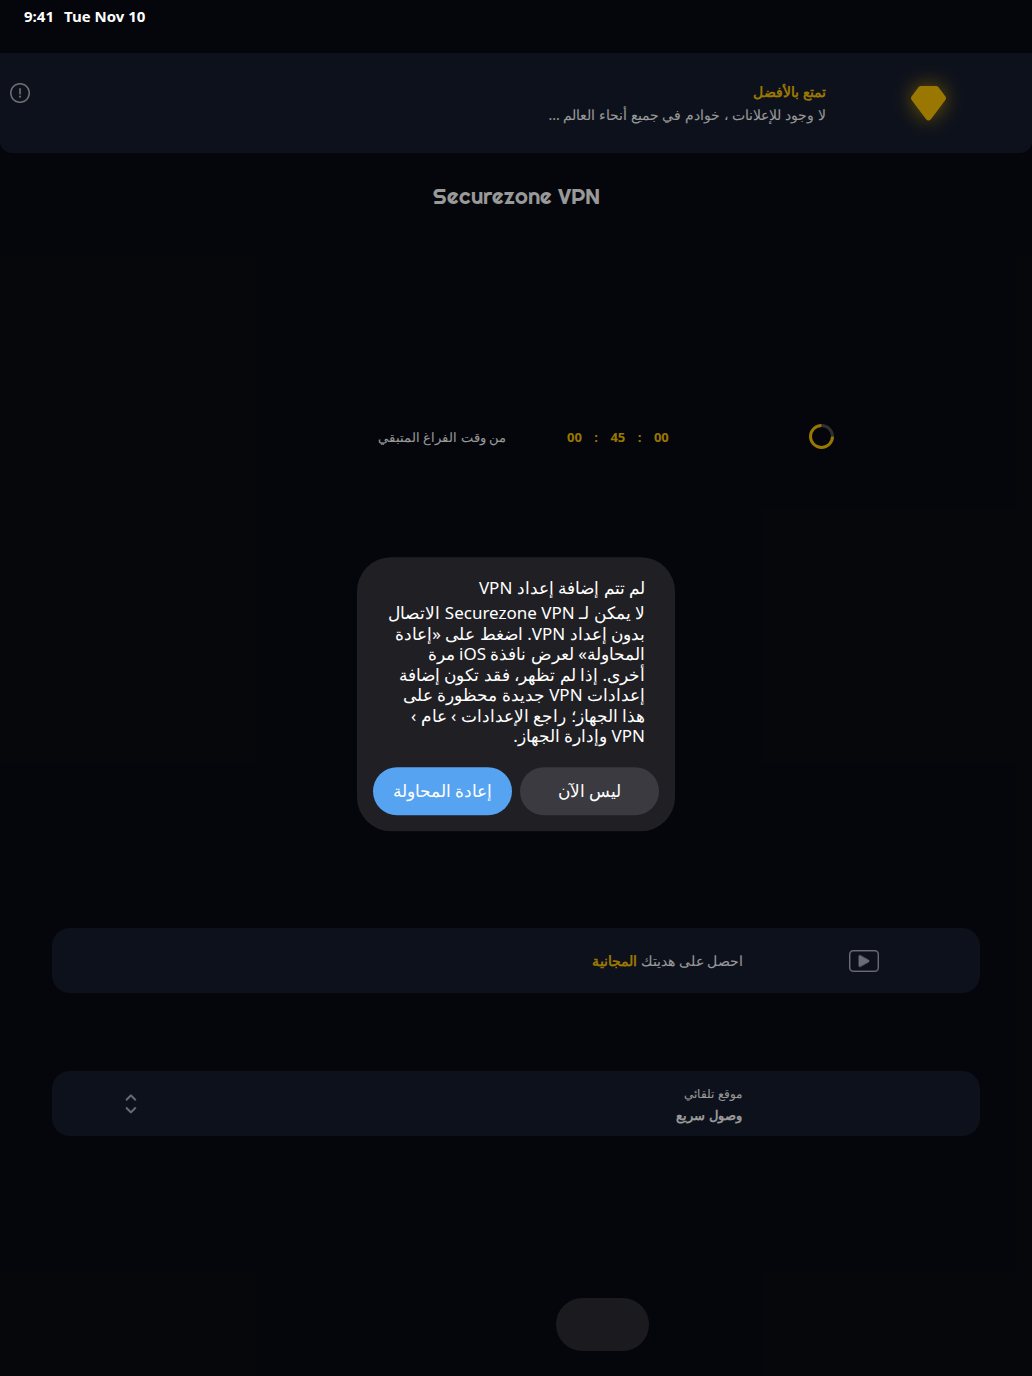 9:41 Tue Nov 10
تمتع بالأفضل
لا وجود للإعلانات ، خوادم في جميع أنحاء العالم ...
Securezone VPN
00 : 45 : 00
من وقت الفراغ المتبقي
لم تتم إضافة إعداد VPN
لا يمكن لـ Securezone VPN الاتصال
بدون إعداد VPN. اضغط على «إعادة
المحاولة» لعرض نافذة iOS مرة
أخرى. إذا لم تظهر، فقد تكون إضافة
إعدادات VPN جديدة محظورة على
هذا الجهاز؛ راجع الإعدادات › عام ›
VPN وإدارة الجهاز.
ليس الآن
إعادة المحاولة
احصل على هديتك المجانية
موقع تلقائي
وصول سريع